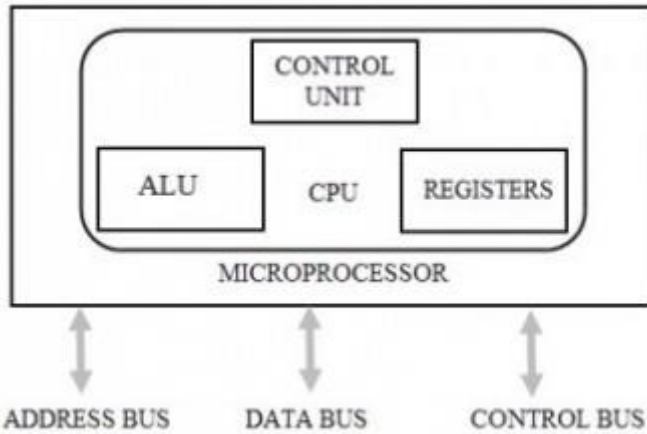 CONTROL
UNIT
ALU
CPU
REGISTERS
MICROPROCESSOR
ADDRESS BUS
DATA BUS
CONTROL BUS